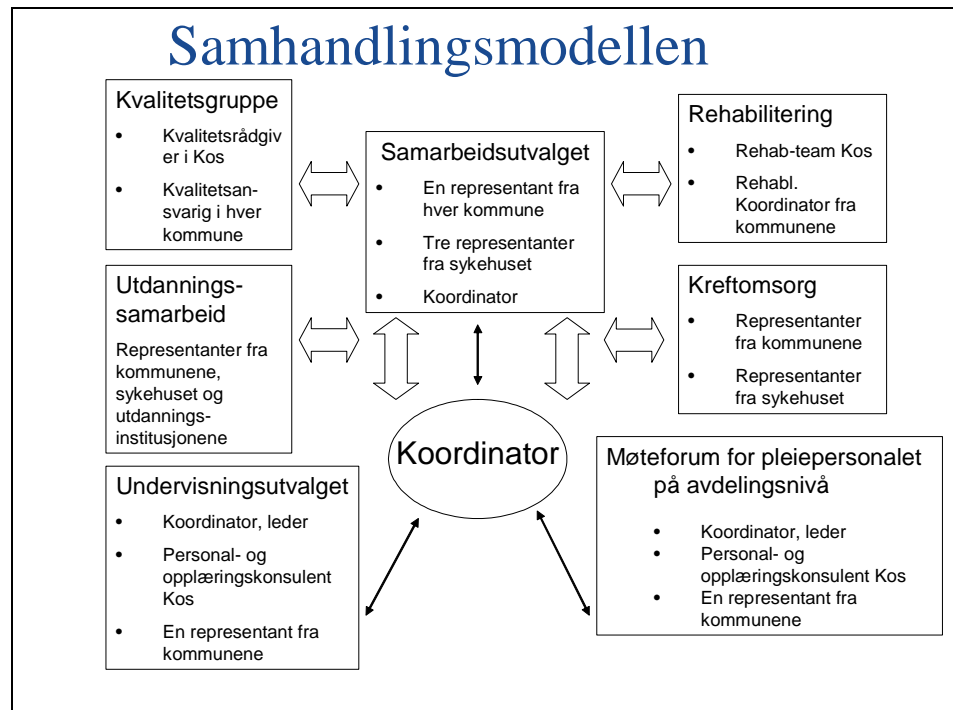 Samhandlingsmodellen
Kvalitetsgruppe
• Kvalitetsrådgiv
er i Kos
• Kvalitetsan-
svarig i hver
kommune
Samarbeidsutvalget
• En representant fra
hver kommune
• Tre representanter
fra sykehuset
• Koordinator
Rehabilitering
• Rehab-team Kos
• Rehabl.
Koordinator fra
kommunene
Utdannings-
samarbeid
Representanter fra
kommunene,
sykehuset og
utdannings-
institusjonene
Kreftomsorg
• Representanter
fra kommunene
• Representanter
fra sykehuset
Koordinator
Undervisningsutvalget
• Koordinator, leder
• Personal- og
opplæringskonsulent
Kos
• En representant fra
kommunene
Møteforum for pleiepersonalet
på avdelingsnivå
• Koordinator, leder
• Personal- og
opplæringskonsulent Kos
• En representant fra
kommunene